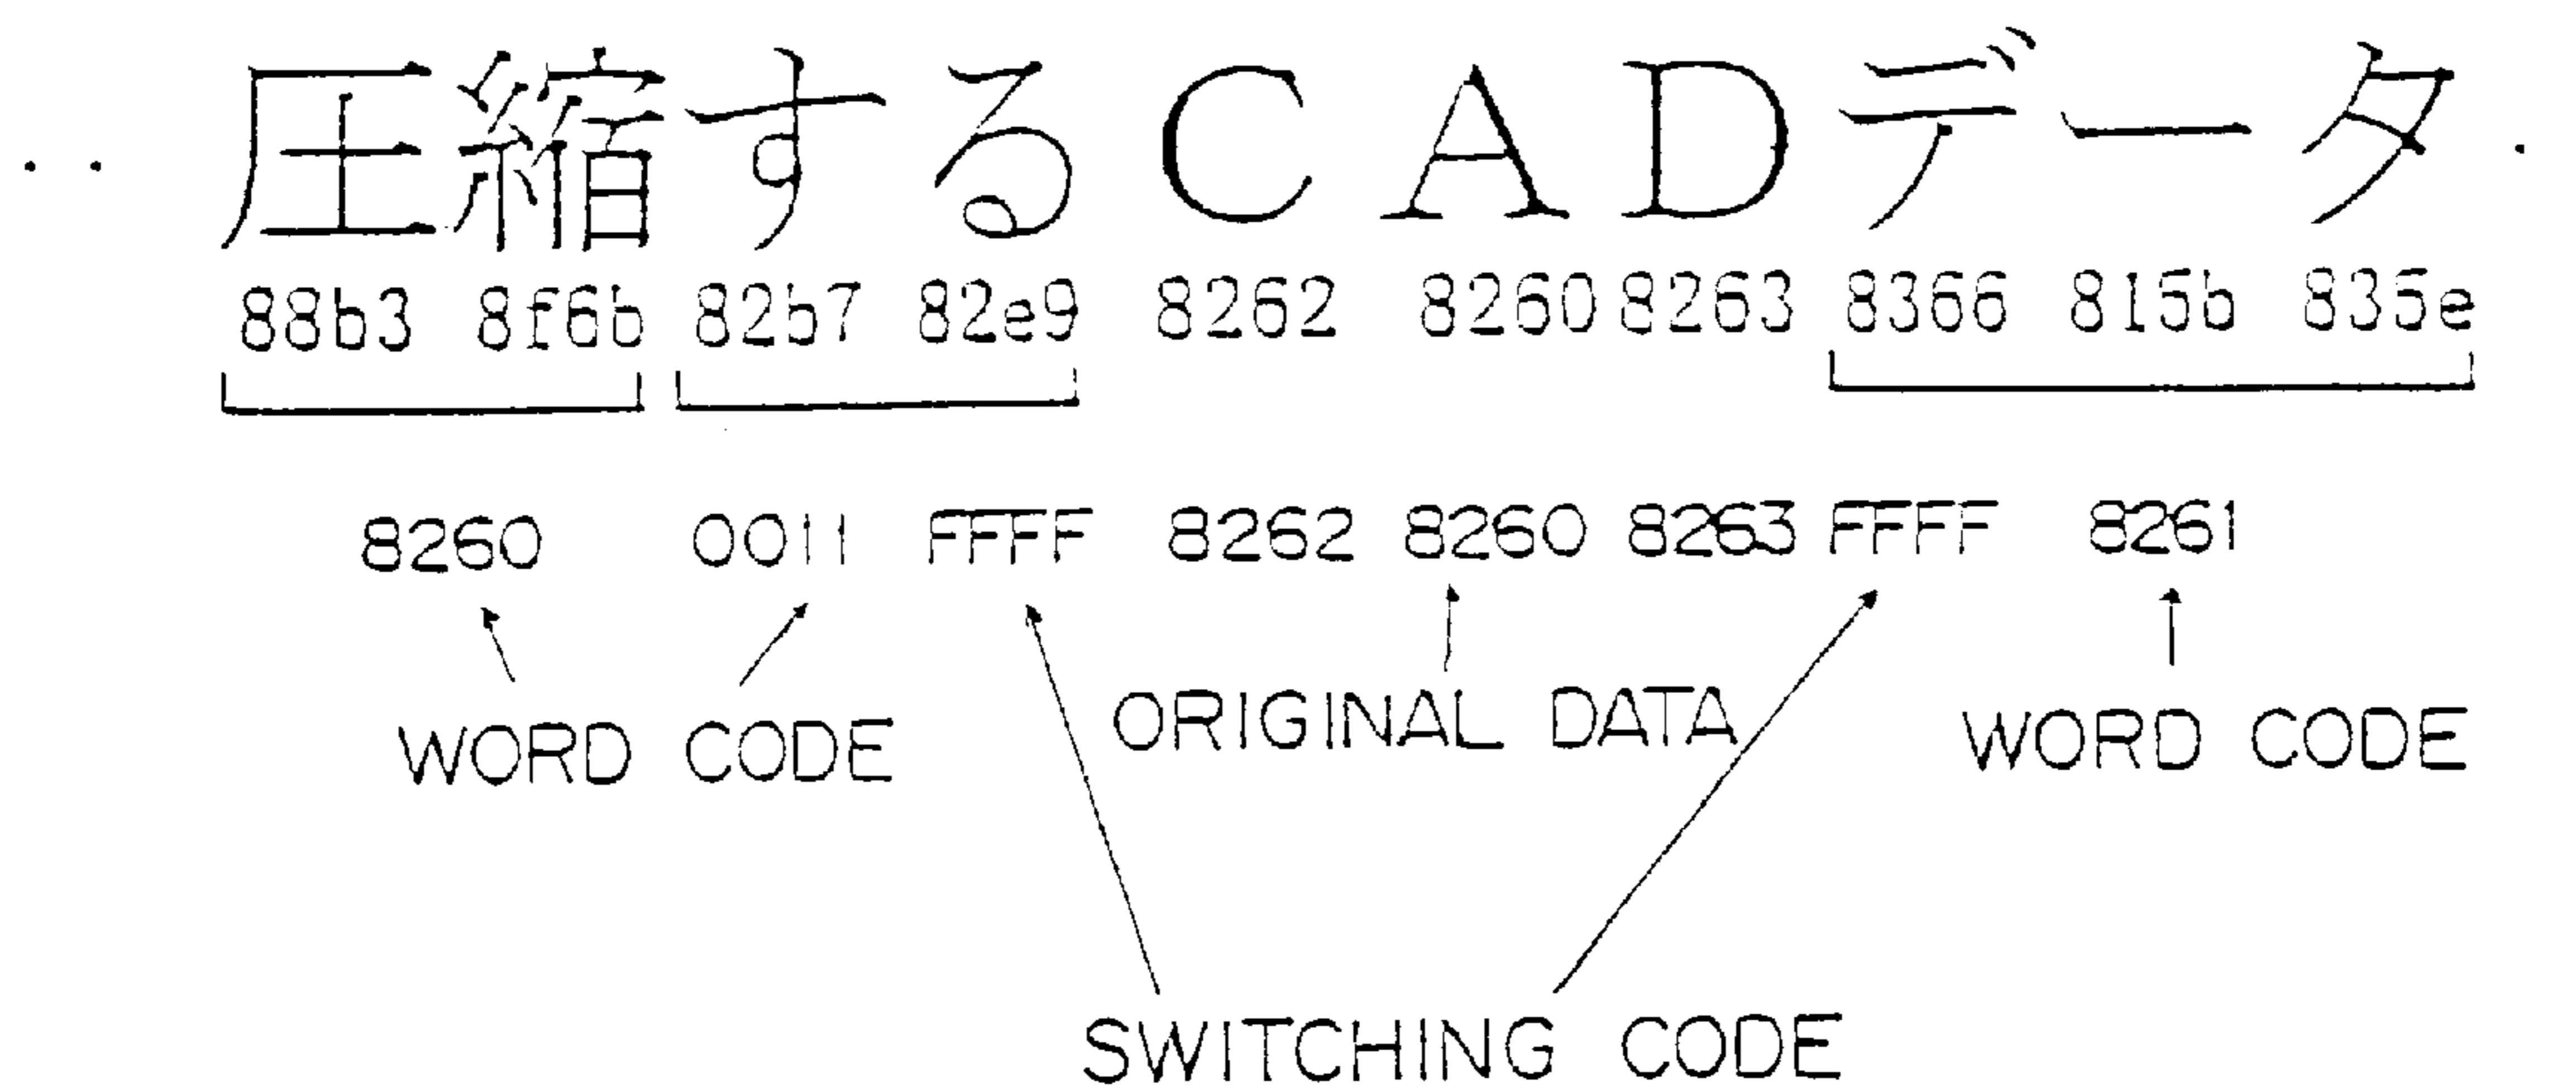 ・・圧縮するＣＡＤデータ・
88b3 8f6b 82b7 82e9 8262 8260 8263 8366 815b 835e
8260 0011 FFFF 8262 8260 8263 FFFF 8261
WORD CODE ORIGINAL DATA WORD CODE
SWITCHING CODE